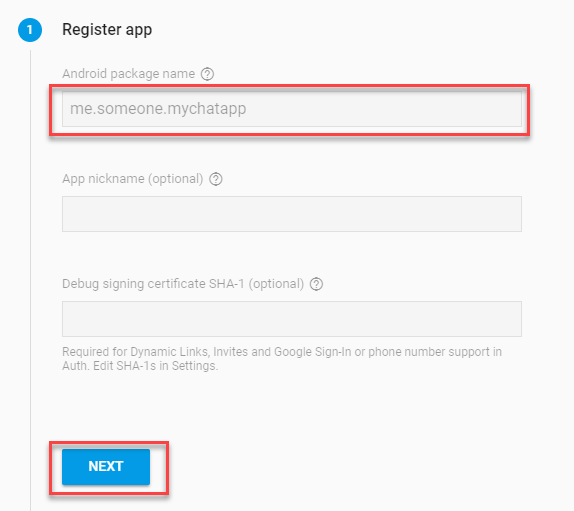 1 Register app
Android package name ?
me.someone.mychatapp
App nickname (optional) ?
Debug signing certificate SHA-1 (optional) ?
Required for Dynamic Links, Invites and Google Sign-In or phone number support in
Auth. Edit SHA-1s in Settings.
NEXT